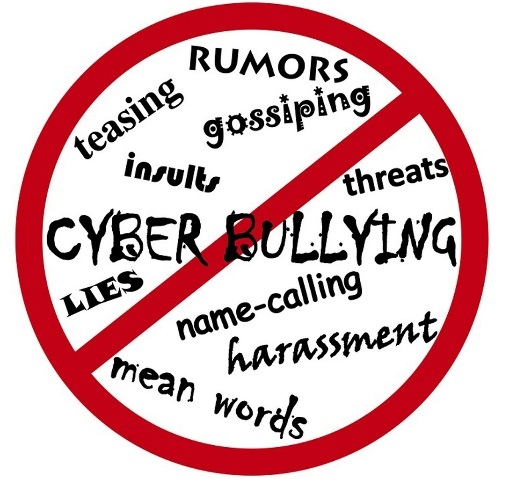 RUMORS
teasing
gossiping
insults
threats
CYBER BULLYING
LIES
name-calling
harassment
mean words